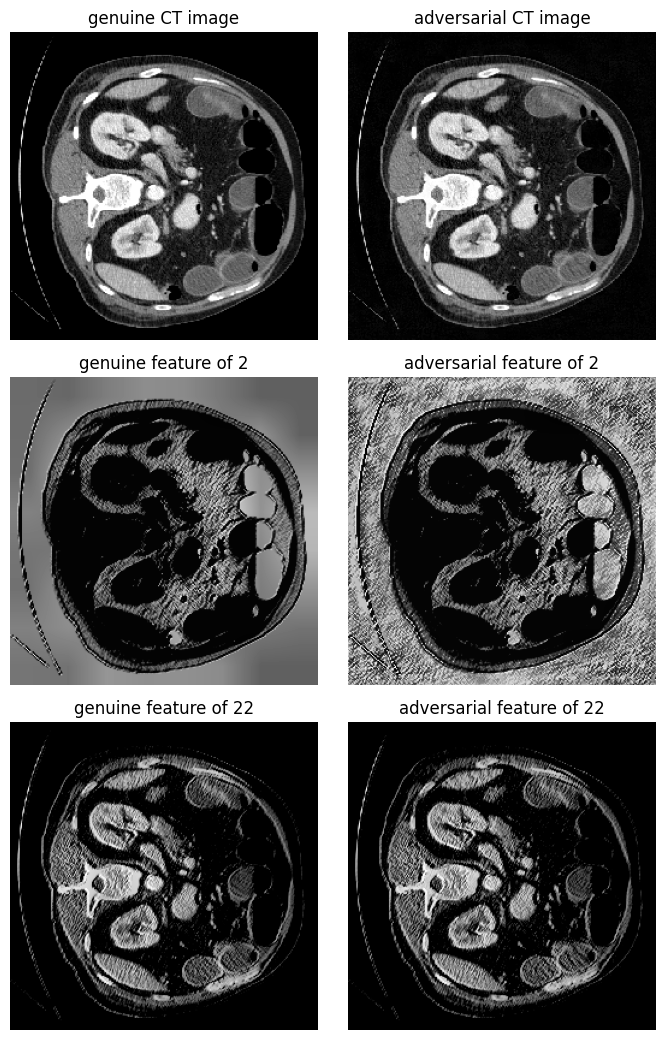 genuine CT image
adversarial CT image
genuine feature of 2
adversarial feature of 2
genuine feature of 22
adversarial feature of 22